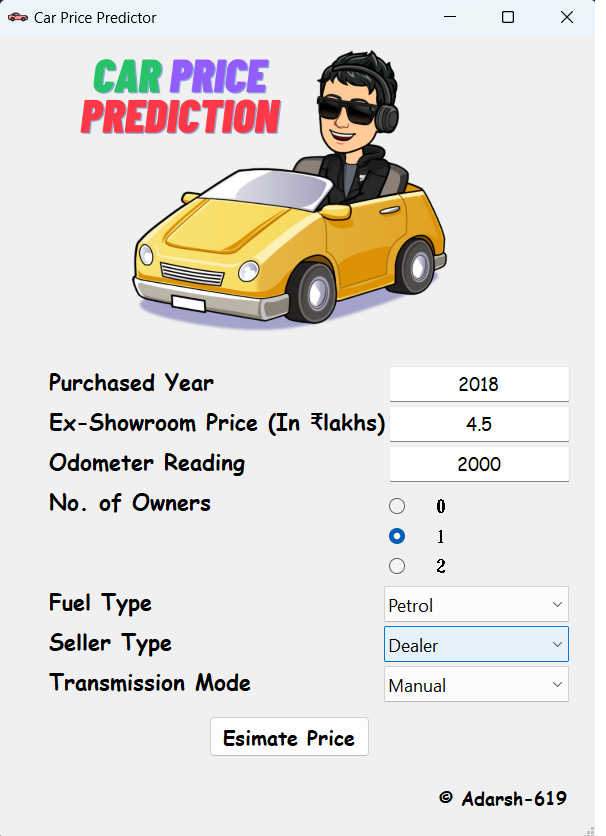 Car Price Predictor
CAR PRICE
PREDICTION
Purchased Year 2018
Ex-Showroom Price (In ₹lakhs) 4.5
Odometer Reading 2000
No. of Owners 0
1
2
Fuel Type Petrol
Seller Type Dealer
Transmission Mode Manual
Esimate Price
© Adarsh-619